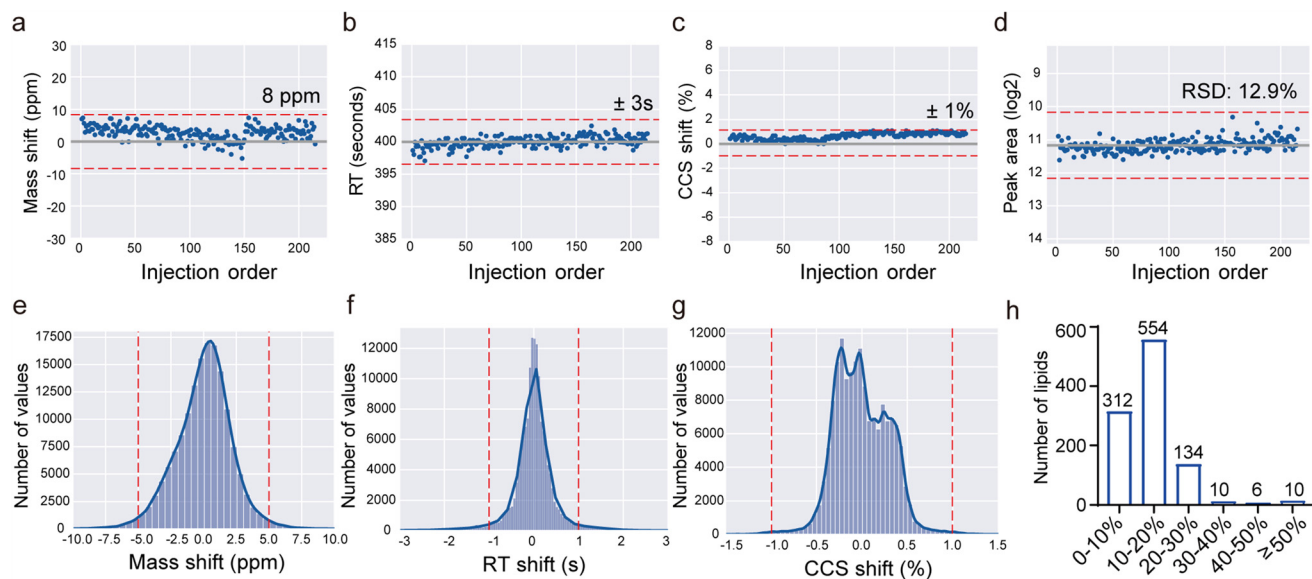 a
30
20
10
0
-10
-20
-30
Mass shift (ppm)
8 ppm
0 50 100 150 200
Injection order
b
415
410
405
400
395
390
385
RT (seconds)
± 3s
0 50 100 150 200
Injection order
c
8
6
4
2
0
-2
-4
-6
-8
CCS shift (%)
± 1%
0 50 100 150 200
Injection order
d
9
10
11
12
13
14
Peak area (log2)
RSD: 12.9%
0 50 100 150 200
Injection order
e
17500
15000
12500
10000
7500
5000
2500
0
Number of values
-10.0 -7.5 -5.0 -2.5 0.0 2.5 5.0 7.5 10.0
Mass shift (ppm)
f
12000
10000
8000
6000
4000
2000
0
Number of values
-3 -2 -1 0 1 2 3
RT shift (s)
g
12000
10000
8000
6000
4000
2000
0
Number of values
-1.5 -1.0 -0.5 0.0 0.5 1.0 1.5
CCS shift (%)
h
600
400
200
0
Number of lipids
312 554 134 10 6 10
0-10% 10-20% 20-30% 30-40% 40-50% ≥50%